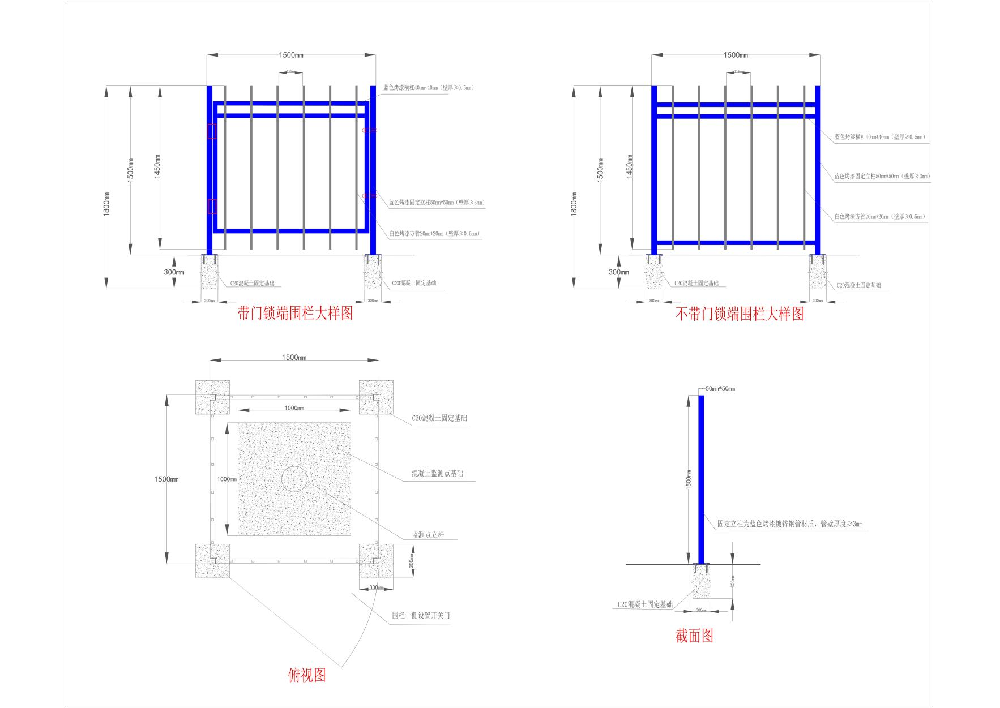 1500mm
233mm
蓝色烤漆横杠40mm*40mm（壁厚≥0.5mm）
1800mm
1500mm
1450mm
蓝色烤漆固定立柱50mm*50mm（壁厚≥3mm）
白色烤漆方管20mm*20mm（壁厚≥0.5mm）
300mm
C20混凝土固定基础
C20混凝土固定基础
300mm
300mm
带门锁端围栏大样图
1500mm
233mm
1800mm
1500mm
1450mm
蓝色烤漆横杠40mm*40mm（壁厚≥0.5mm）
蓝色烤漆固定立柱50mm*50mm（壁厚≥3mm）
白色烤漆方管20mm*20mm（壁厚≥0.5mm）
300mm
C20混凝土固定基础
C20混凝土固定基础
300mm
300mm
不带门锁端围栏大样图
1500mm
1000mm
C20混凝土固定基础
1500mm
1000mm
混凝土监测点基础
监测点立杆
300mm
300mm
围栏一侧设置开关门
俯视图
50mm*50mm
1500mm
固定立柱为蓝色烤漆镀锌钢管材质，管壁厚度≥3mm
300mm
C20混凝土固定基础
300mm
截面图